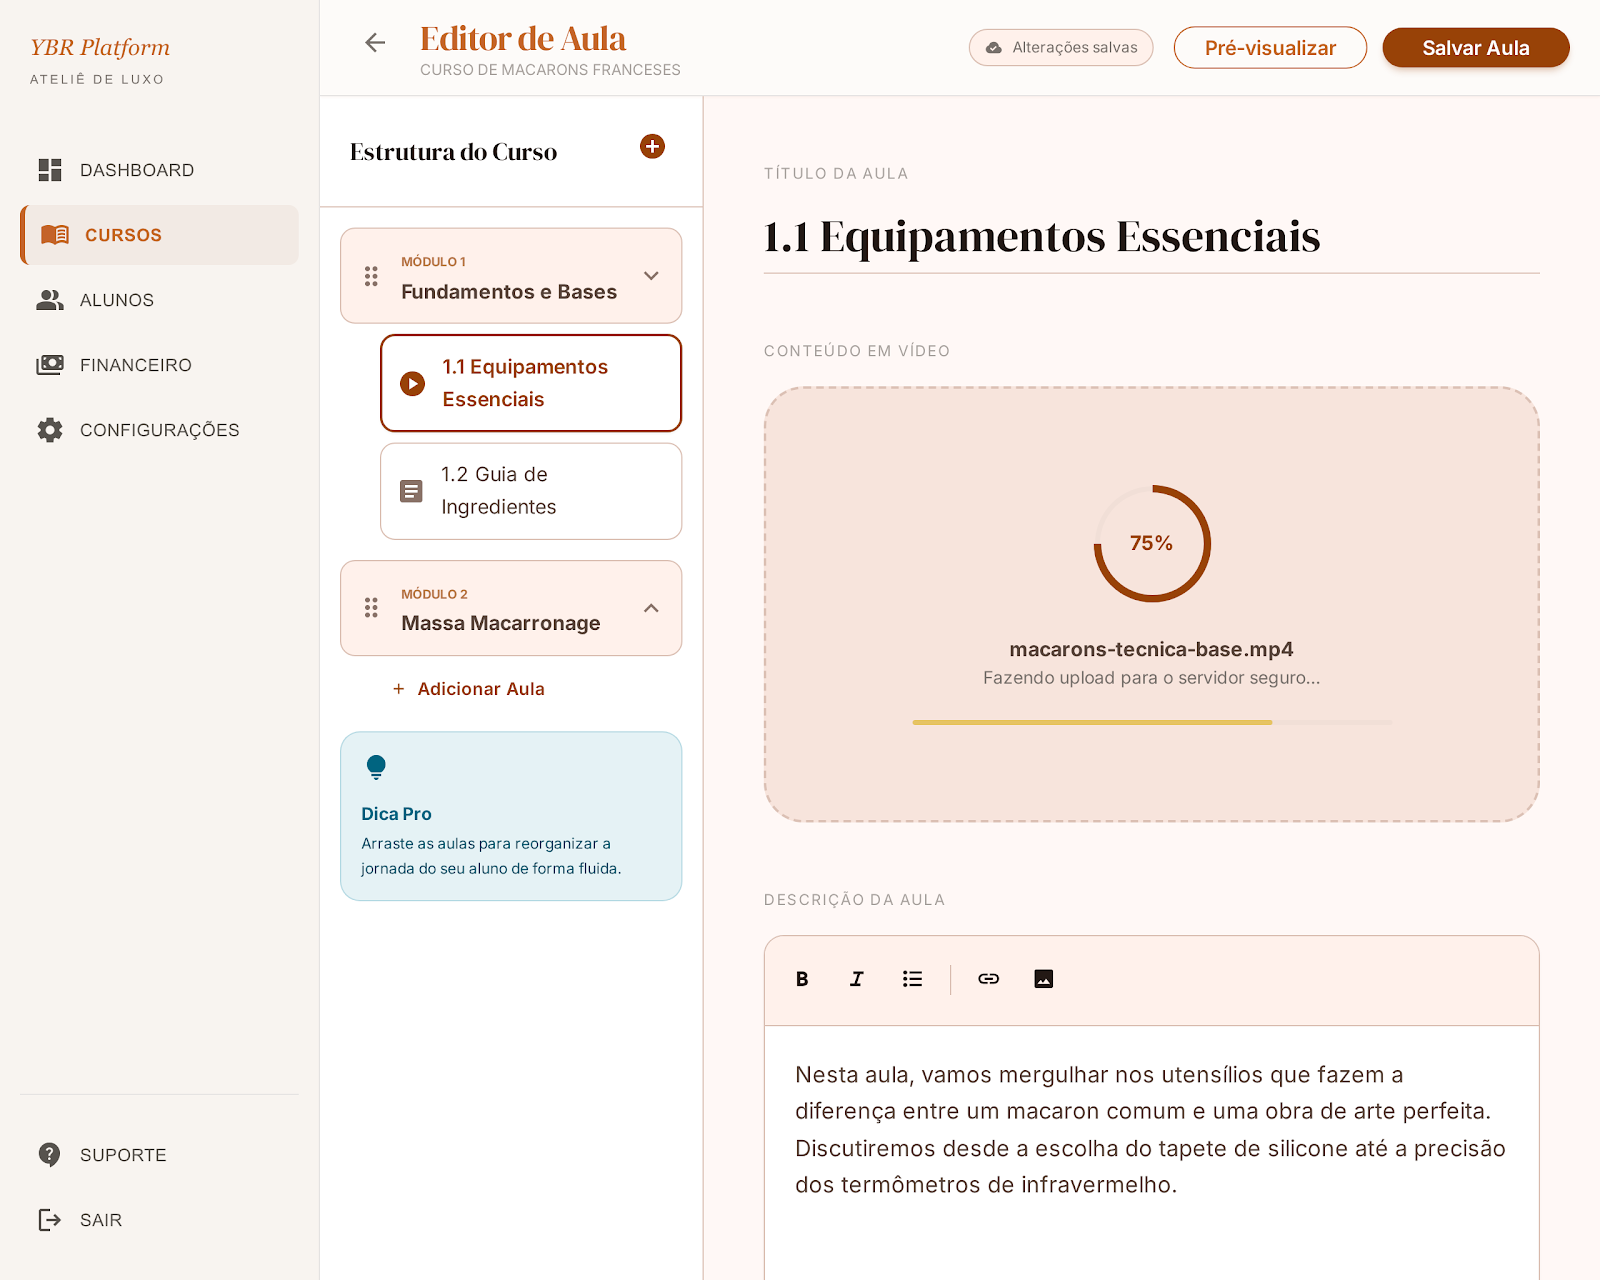 YBR Platform
ATELIÊ DE LUXO
DASHBOARD
CURSOS
ALUNOS
FINANCEIRO
CONFIGURAÇÕES
SUPORTE
SAIR
Editor de Aula
CURSO DE MACARONS FRANCESES
Alterações salvas
Pré-visualizar
Salvar Aula
Estrutura do Curso
MÓDULO 1
Fundamentos e Bases
1.1 Equipamentos
Essenciais
1.2 Guia de
Ingredientes
MÓDULO 2
Massa Macarronage
+ Adicionar Aula
Dica Pro
Arraste as aulas para reorganizar a
jornada do seu aluno de forma fluida.
TÍTULO DA AULA
1.1 Equipamentos Essenciais
CONTEÚDO EM VÍDEO
75%
macarons-tecnica-base.mp4
Fazendo upload para o servidor seguro...
DESCRIÇÃO DA AULA
B I
Nesta aula, vamos mergulhar nos utensílios que fazem a
diferença entre um macaron comum e uma obra de arte perfeita.
Discutiremos desde a escolha do tapete de silicone até a precisão
dos termômetros de infravermelho.